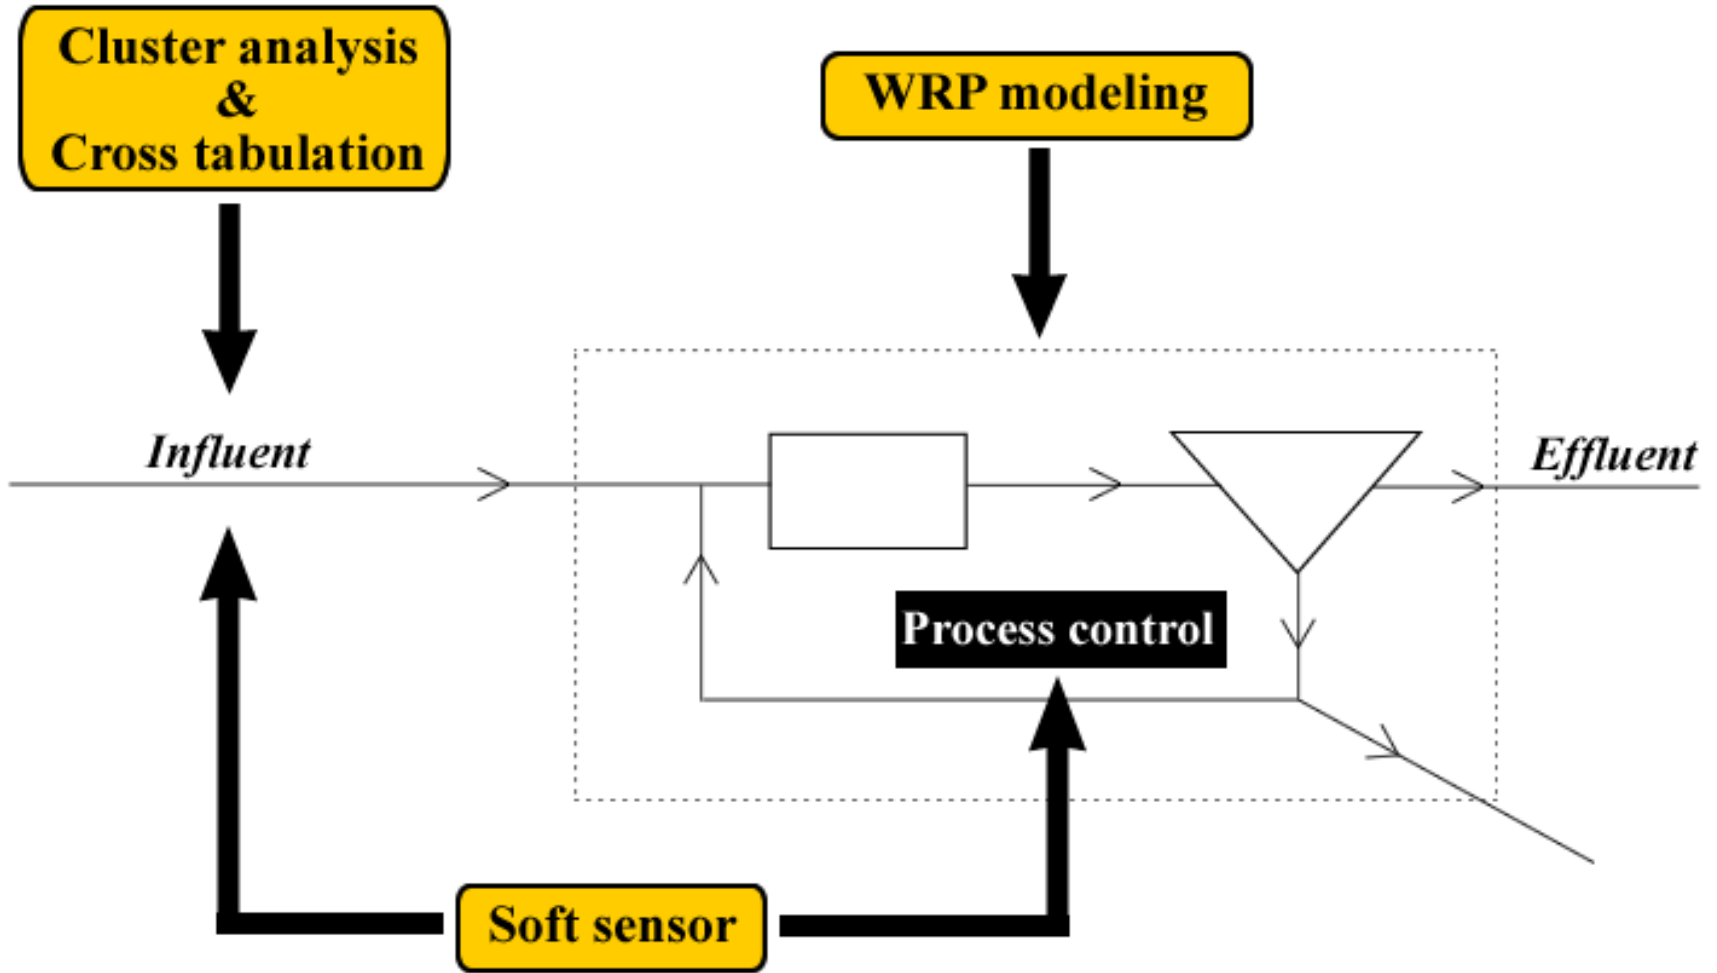 Cluster analysis
&
Cross tabulation
WRP modeling
Influent
Effluent
Process control
Soft sensor